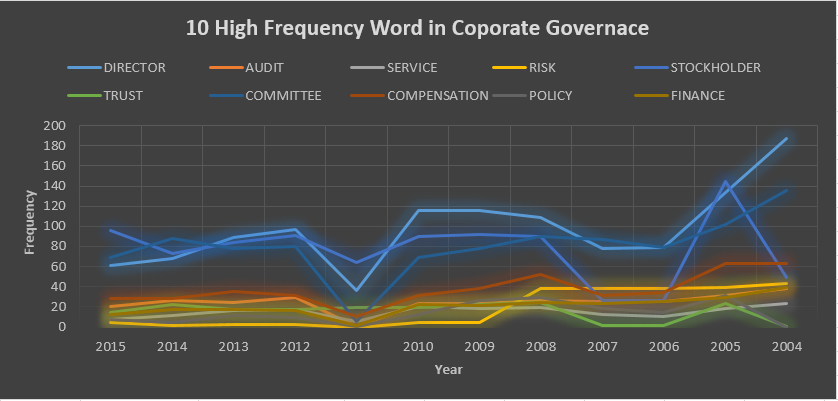 10 High Frequency Word in Coporate Governace
DIRECTOR AUDIT SERVICE RISK STOCKHOLDER
TRUST COMMITTEE COMPENSATION POLICY FINANCE
200
180
160
140
120
100
80
60
40
20
0
Frequency
2015 2014 2013 2012 2011 2010 2009 2008 2007 2006 2005 2004
Year